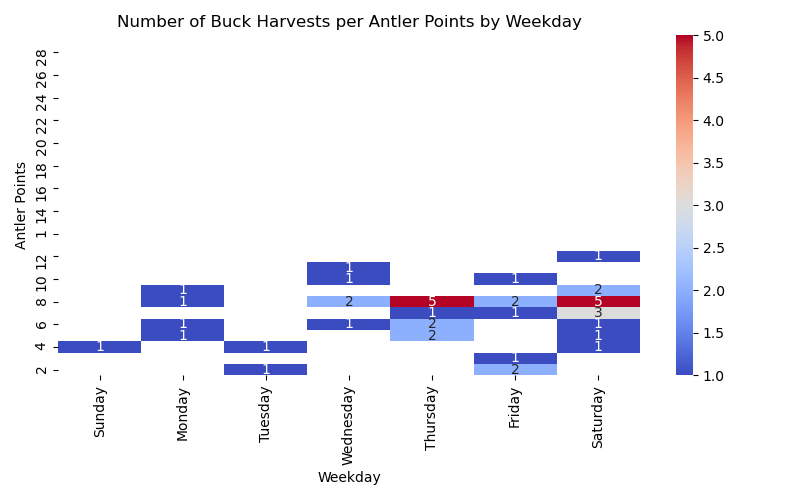 Number of Buck Harvests per Antler Points by Weekday
5.0
28
26
4.5
24
22
4.0
20
18
3.5
16
14
1
3.0
12 1
1
10 1 1
1 2
2.5
8 1 2 5 2 5
1 1 3
2.0
6 1 1 2 1
1 2 1
4 1 1 1
1.5
1
2 1 2
1.0
Antler Points
Sunday
Monday
Tuesday
Wednesday
Thursday
Friday
Saturday
Weekday